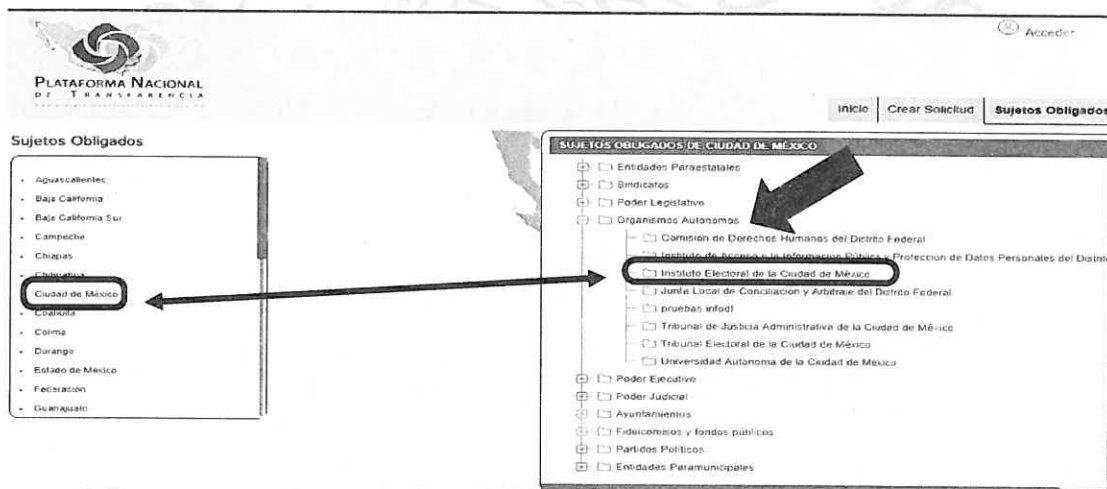 Acceder
PLATAFORMA NACIONAL
DE TRANSPARENCIA
Inicio
Crear Solicitud
Sujetos Obligados
Sujetos Obligados
Aguascalientes
Baja California
Baja California Sur
Campeche
Chiapas
Chihuahua
Ciudad de México
Coahuila
Colima
Durango
Estado de México
Federación
Guanajuato
SUJETOS OBLIGADOS DE CIUDAD DE MÉXICO
Entidades Paraestatales
Sindicatos
Poder Legislativo
Organismos Autónomos
Comisión de Derechos Humanos del Distrito Federal
Instituto de Acceso a la Información Pública y Protección de Datos Personales del Distrito
Instituto Electoral de la Ciudad de México
Junta Local de Conciliación y Arbitraje del Distrito Federal
pruebas infodf
Tribunal de Justicia Administrativa de la Ciudad de México
Tribunal Electoral de la Ciudad de México
Universidad Autónoma de la Ciudad de México
Poder Ejecutivo
Poder Judicial
Ayuntamientos
Fideicomisos y fondos públicos
Partidos Políticos
Entidades Paramunicipales